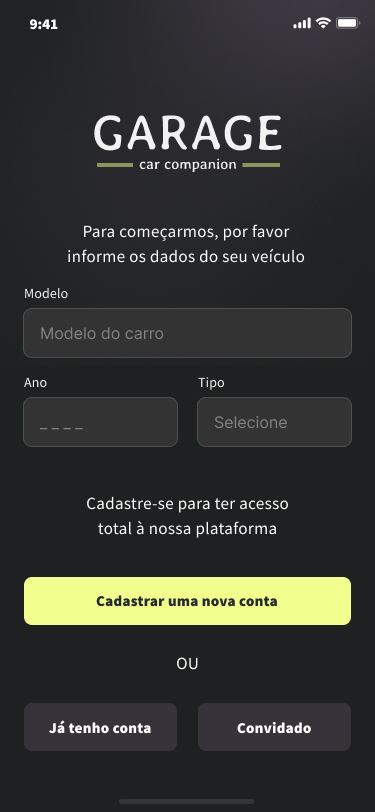 9:41
GARAGE
car companion
Para começarmos, por favor
informe os dados do seu veículo
Modelo
Modelo do carro
Ano
Tipo
_ _ _ _
Selecione
Cadastre-se para ter acesso
total à nossa plataforma
Cadastrar uma nova conta
OU
Já tenho conta
Convidado